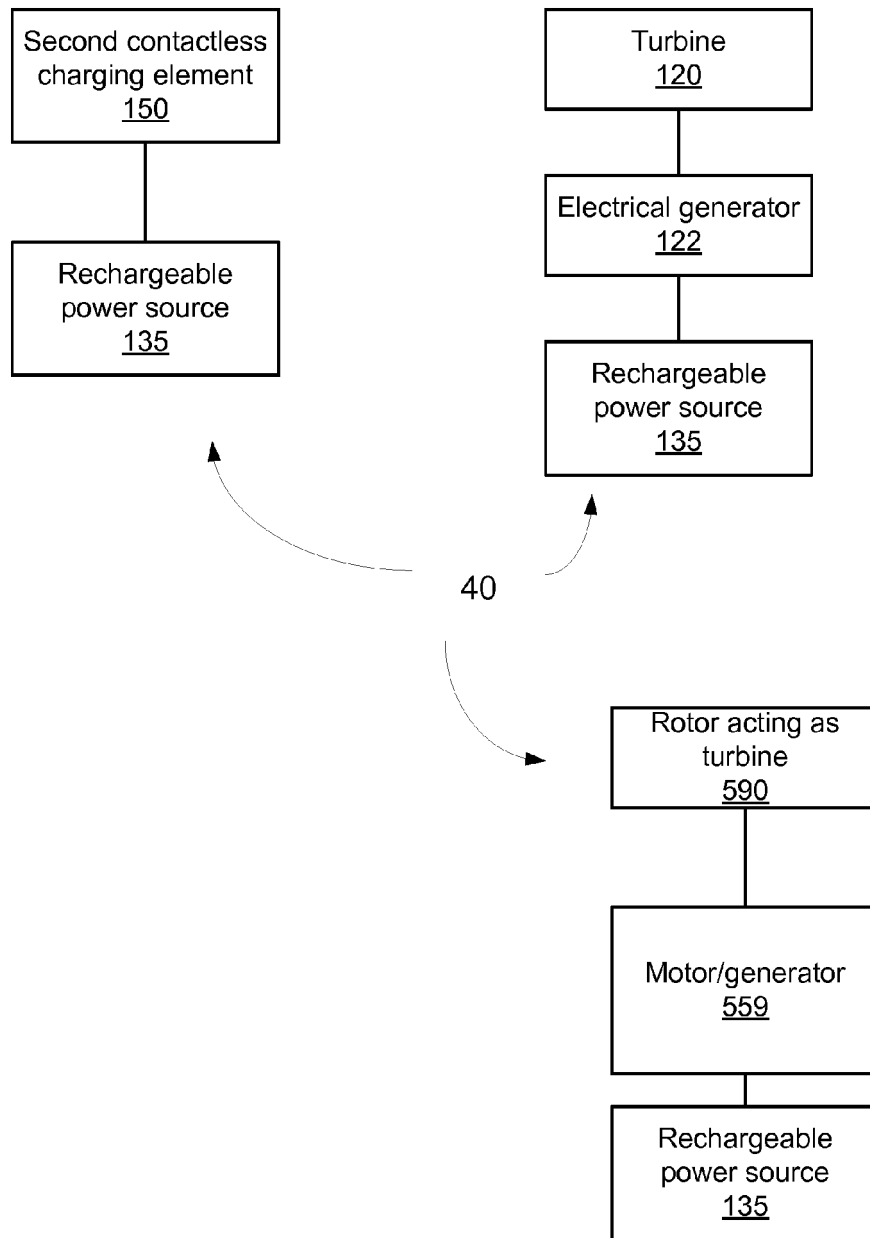 Second contactless
charging element
150
Rechargeable
power source
135
Turbine
120
Electrical generator
122
Rechargeable
power source
135
40
Rotor acting as
turbine
590
Motor/generator
559
Rechargeable
power source
135